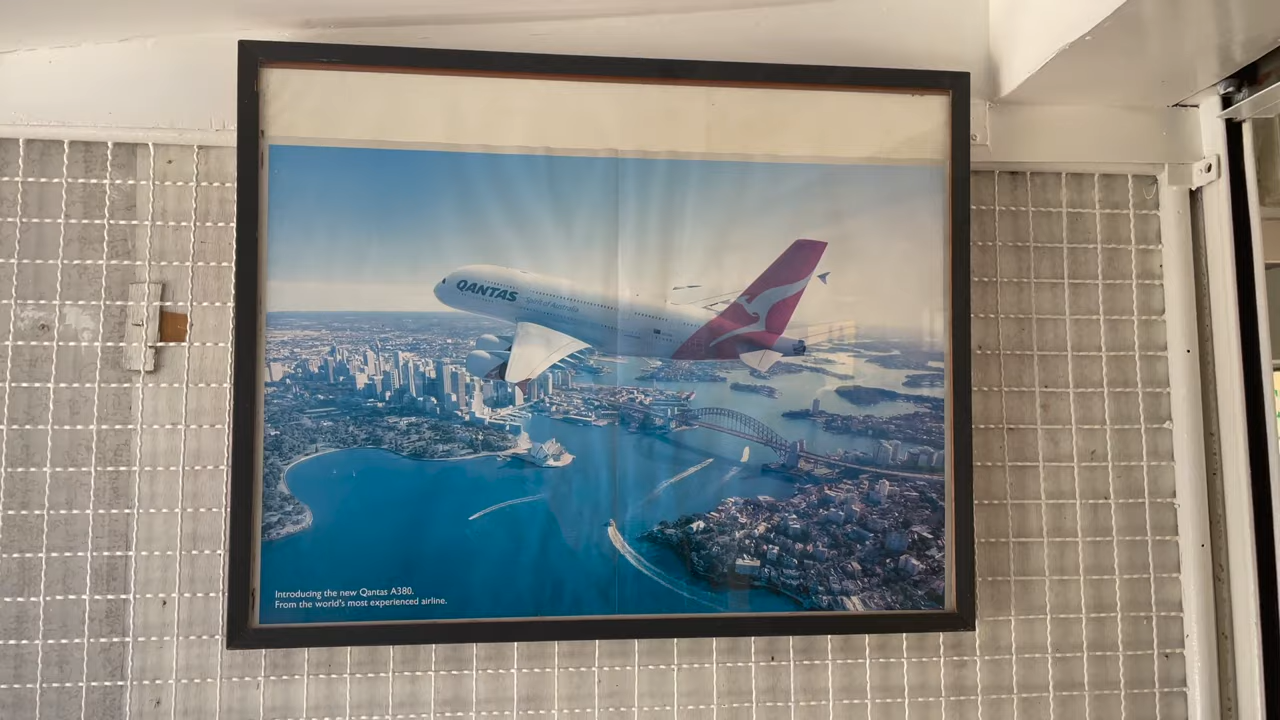 QANTAS
Spirit of Australia
Introducing the new Qantas A380.
From the world's most experienced airline.